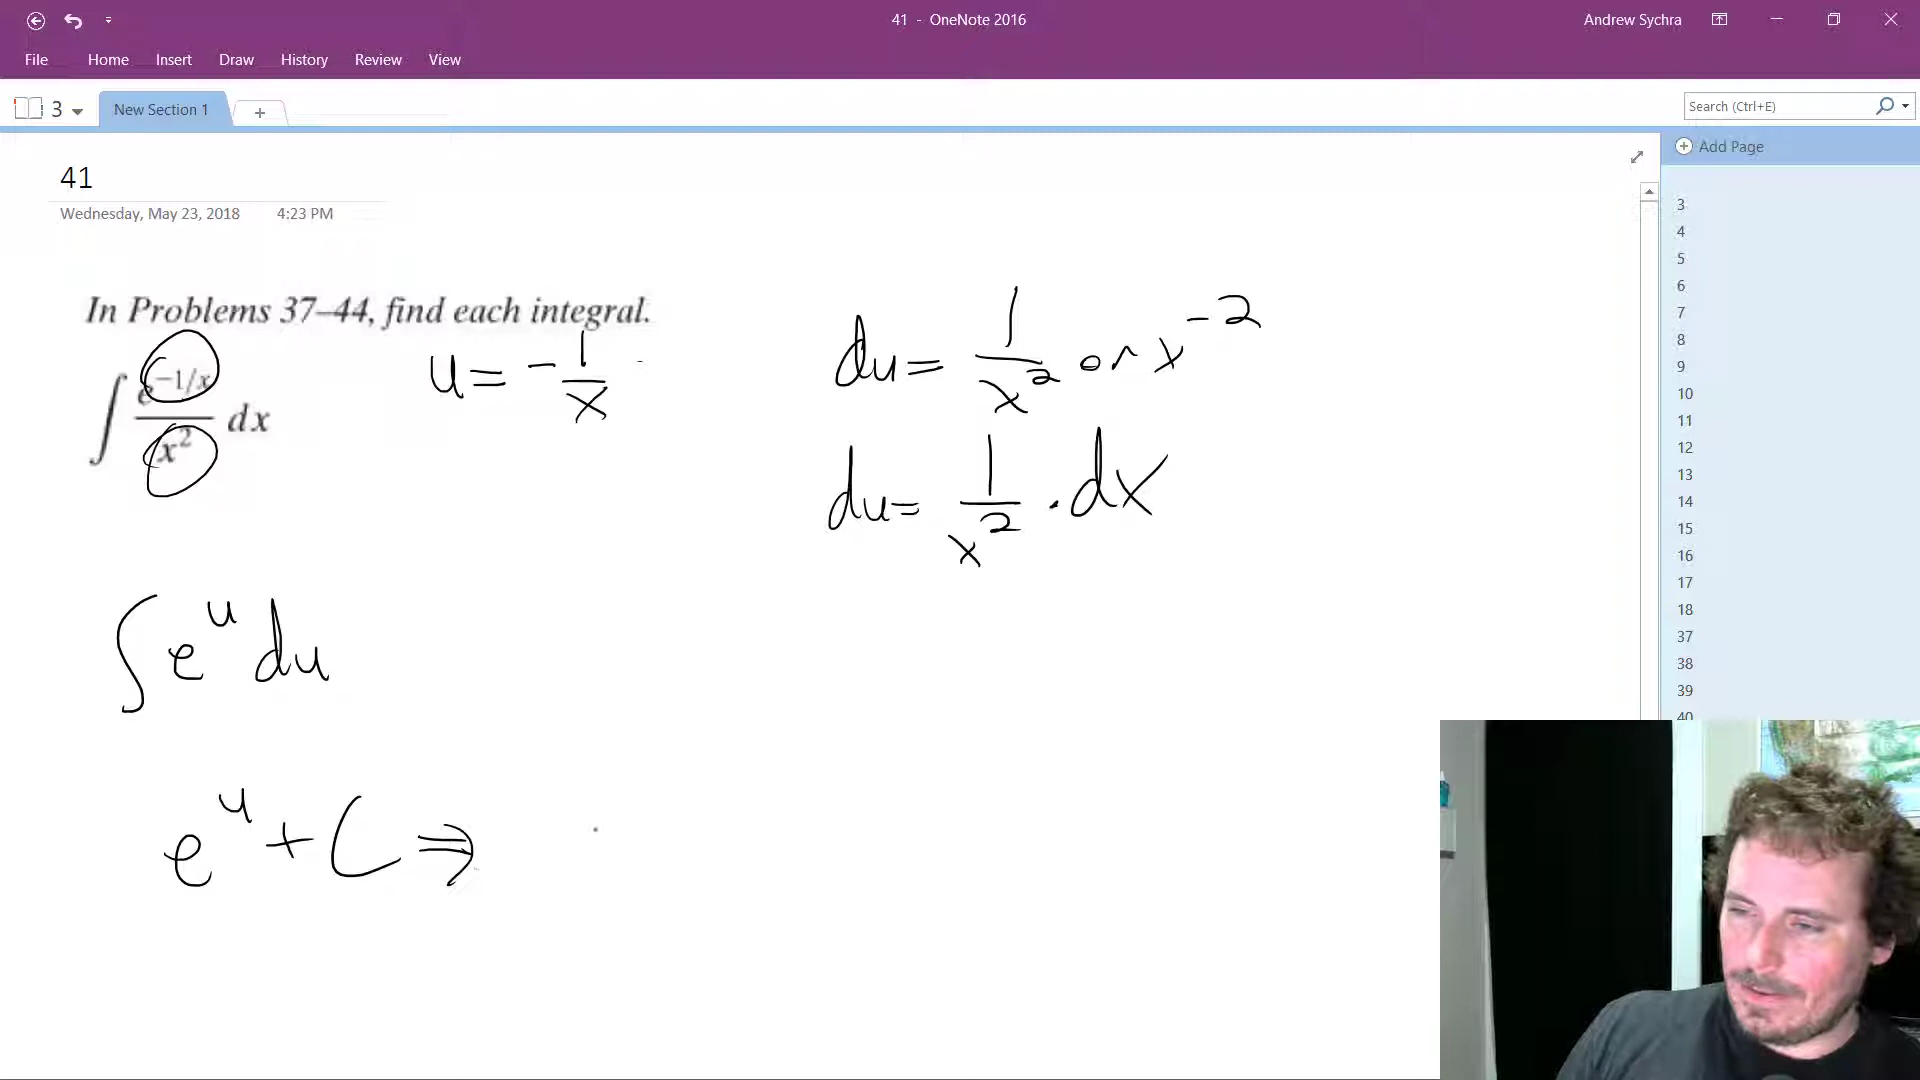 41 - OneNote 2016
Andrew Sychra
File Home Insert Draw History Review View
3 New Section 1 +
Search (Ctrl+E)
Add Page
41
Wednesday, May 23, 2018 4:23 PM
In Problems 37–44, find each integral.
∫ e^(-1/x) / x² dx
u = - 1/x
du = 1/x² or x^-2
du = 1/x² · dx
∫ e^u du
e^u + C ⇒
3
4
5
6
7
8
9
10
11
12
13
14
15
16
17
18
37
38
39
40